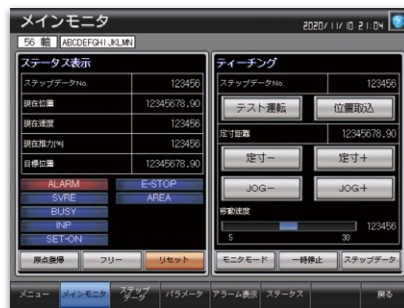 メインモニタ
2020/11/10 21:04
56 軸 ABCDEFGHIJKLMN
ステータス表示
ステップデータNo. 123456
現在位置 12345678.90
現在速度 123456
現在推力(%) 123456
目標位置 12345678.90
ALARM E-STOP
SVRE AREA
BUSY
INP
SET-ON
原点復帰 フリー リセット
ティーチング
ステップデータNo. 123456
テスト運転 位置取込
定寸距離 12345678.90
定寸− 定寸+
JOG− JOG+
移動速度
123456
5 30
モニタモード 一時停止 ステップデータ
メニュー メインモニタ ステップデータ パラメータ アラーム表示 ステータス 戻る